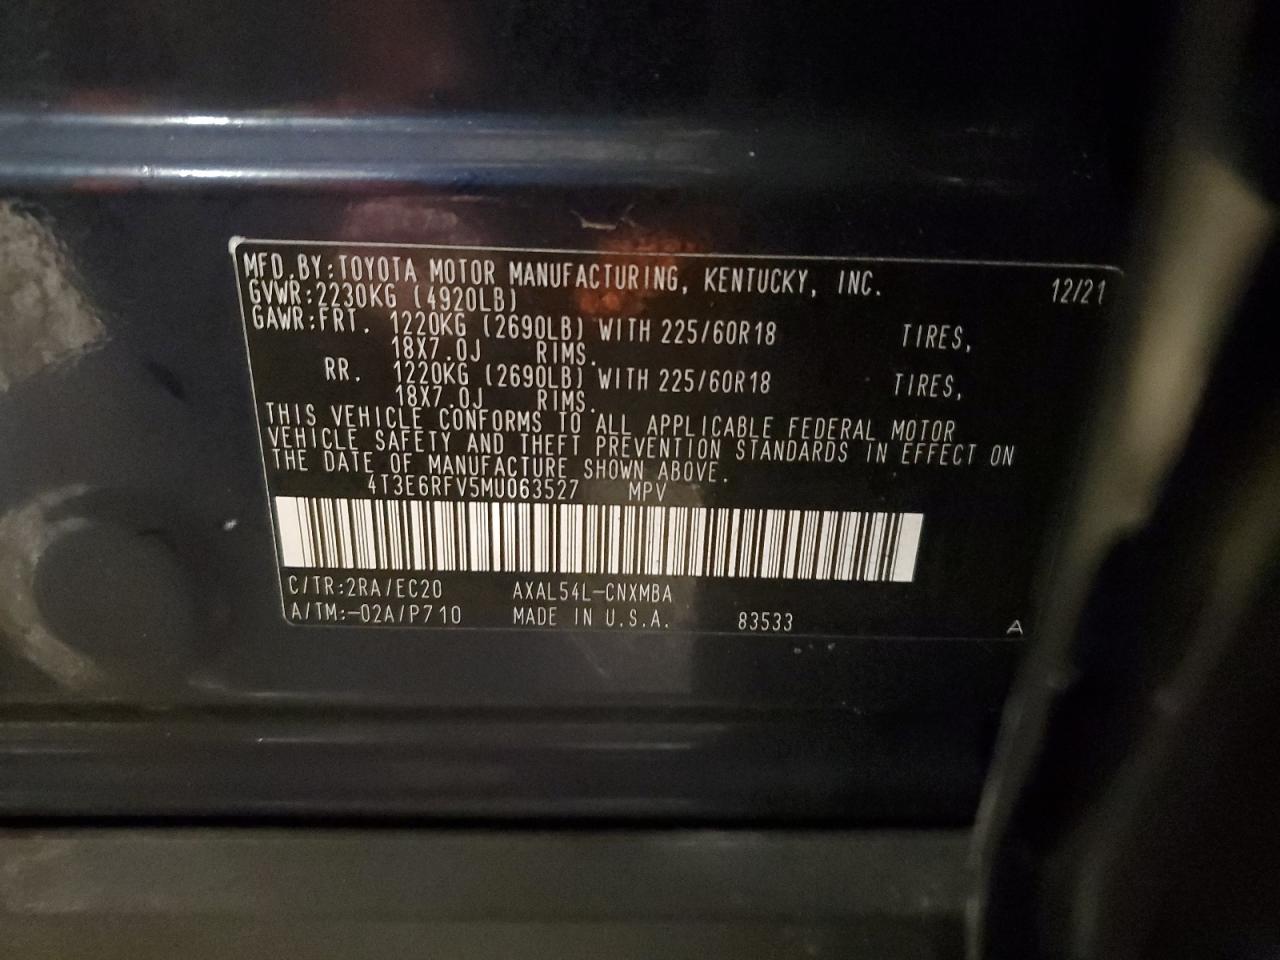 MFD.BY:TOYOTA MOTOR MANUFACTURING, KENTUCKY, INC. 12/21
GVWR:2230KG (4920LB)
GAWR:FRT. 1220KG (2690LB) WITH 225/60R18 TIRES,
18X7.0J RIMS.
RR. 1220KG (2690LB) WITH 225/60R18 TIRES,
18X7.0J RIMS.
THIS VEHICLE CONFORMS TO ALL APPLICABLE FEDERAL MOTOR
VEHICLE SAFETY AND THEFT PREVENTION STANDARDS IN EFFECT ON
THE DATE OF MANUFACTURE SHOWN ABOVE.
4T3E6RFV5MU063527 MPV
C/TR:2RA/EC20 AXAL54L-CNXMBA
A/TM:-02A/P710 MADE IN U.S.A. 83533 A